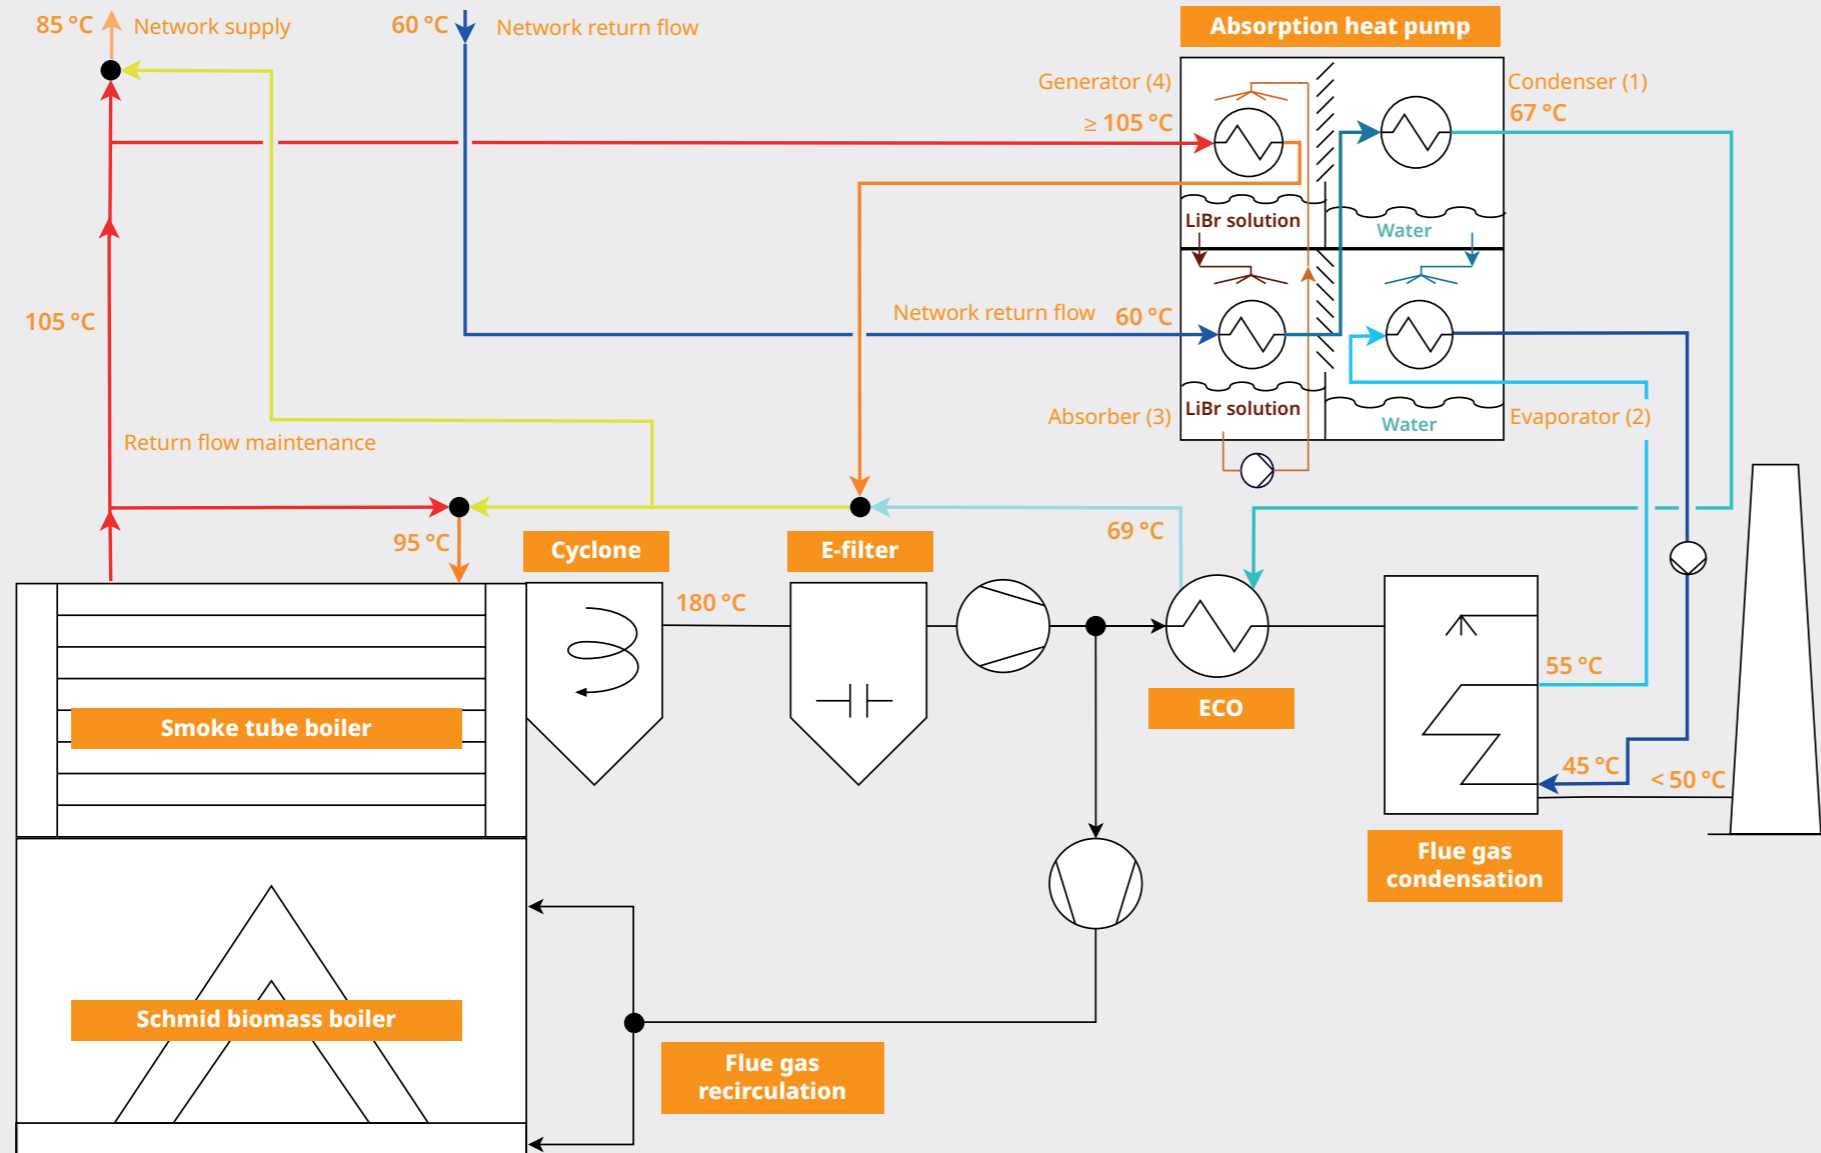 85 °C Network supply
60 °C Network return flow
Absorption heat pump
Generator (4)
≥ 105 °C
Condenser (1)
67 °C
LiBr solution
Water
105 °C
Network return flow 60 °C
Absorber (3)
LiBr solution
Water
Evaporator (2)
Return flow maintenance
95 °C
Cyclone
E-filter
69 °C
180 °C
55 °C
ECO
Smoke tube boiler
45 °C
< 50 °C
Flue gas
condensation
Schmid biomass boiler
Flue gas
recirculation